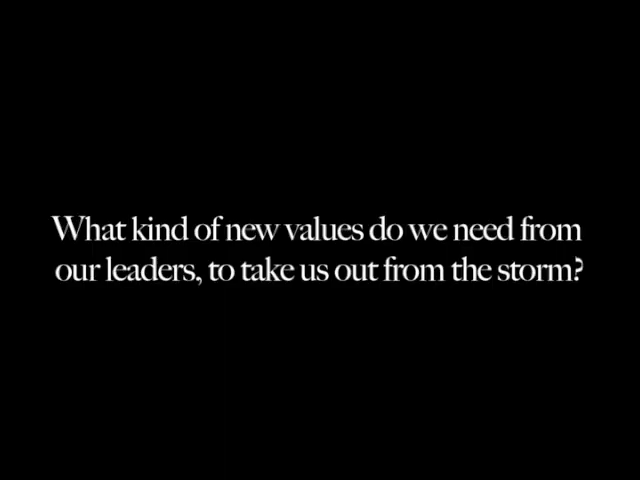 What kind of new values do we need from
our leaders, to take us out from the storm?